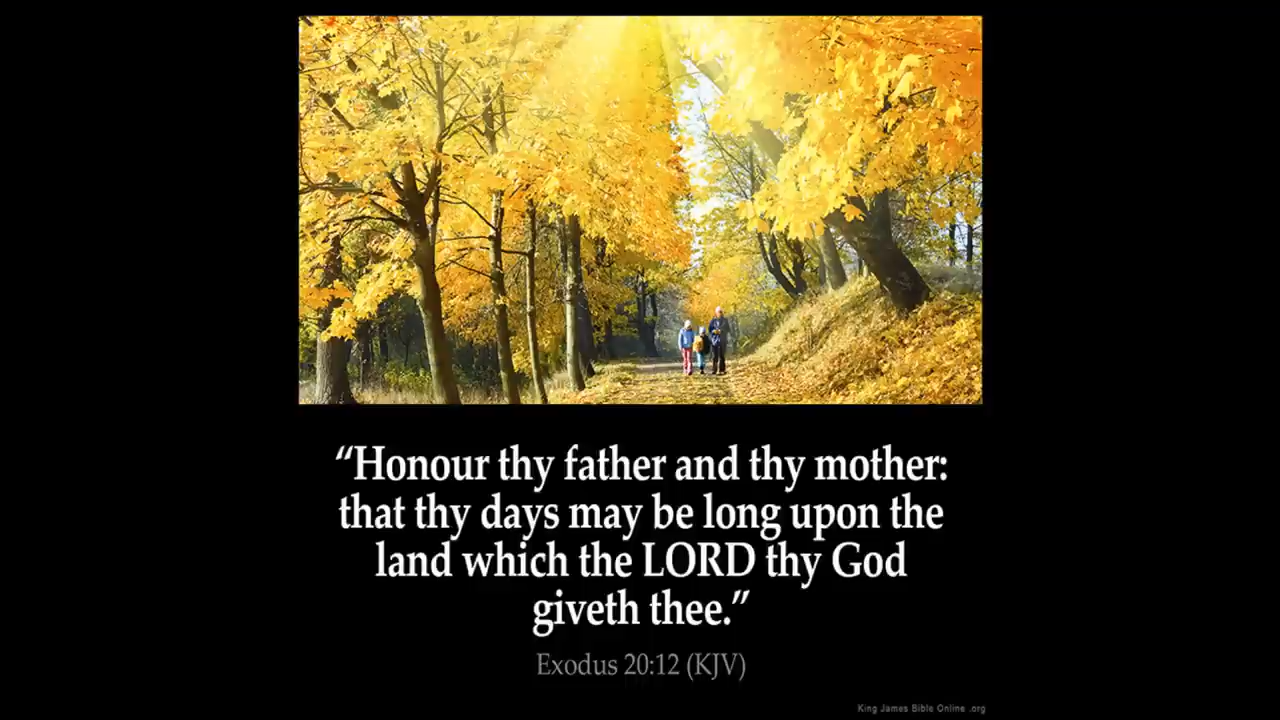 “Honour thy father and thy mother:
that thy days may be long upon the
land which the LORD thy God
giveth thee.”
Exodus 20:12 (KJV)
King James Bible Online .org